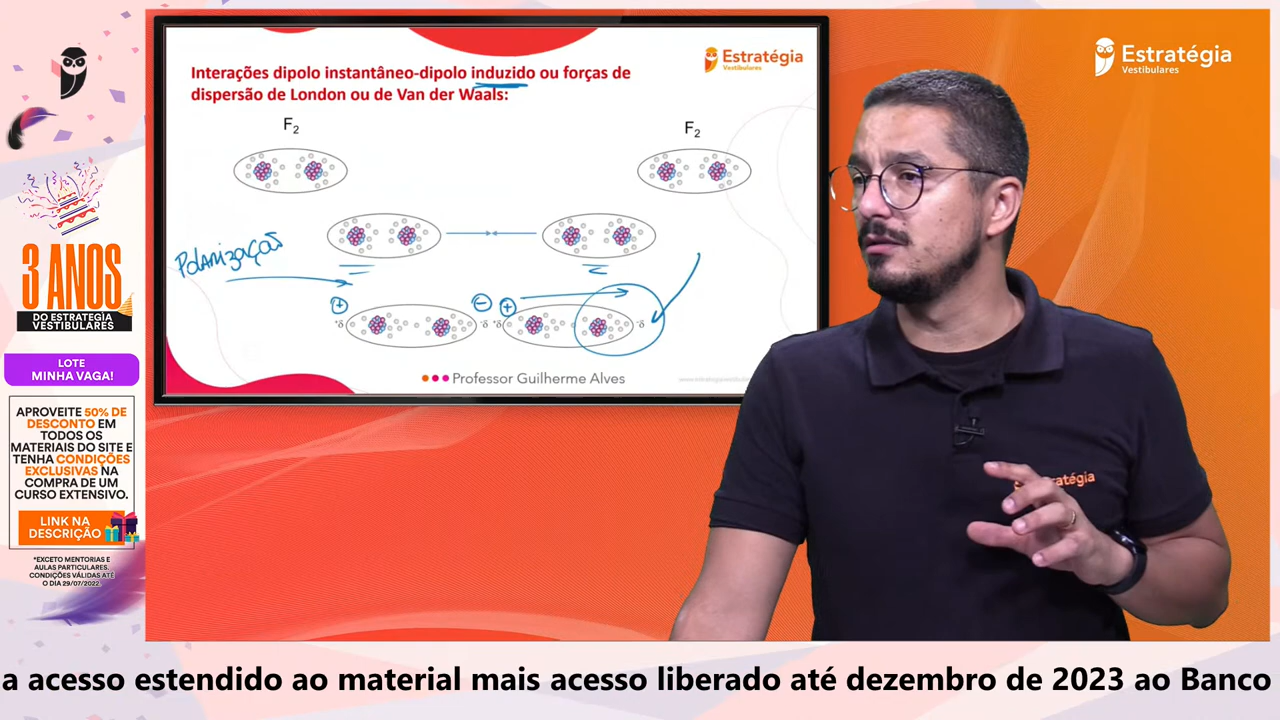 Interações dipolo instantâneo-dipolo induzido ou forças de
dispersão de London ou de Van der Waals:
Estratégia
Vestibulares
F2
F2
Polarização
+
-
+
+δ
-δ
+δ
-δ
Professor Guilherme Alves
Estratégia
Vestibulares
3 ANOS
DO ESTRATÉGIA
VESTIBULARES
LOTE
MINHA VAGA!
APROVEITE 50% DE
DESCONTO EM
TODOS OS
MATERIAIS DO SITE E
TENHA CONDIÇÕES
EXCLUSIVAS NA
COMPRA DE UM
CURSO EXTENSIVO.
LINK NA
DESCRIÇÃO
*EXCETO MENTORIAS E
AULAS PARTICULARES.
CONDIÇÕES VÁLIDAS ATÉ
O DIA 29/07/2022.
a acesso estendido ao material mais acesso liberado até dezembro de 2023 ao Banco